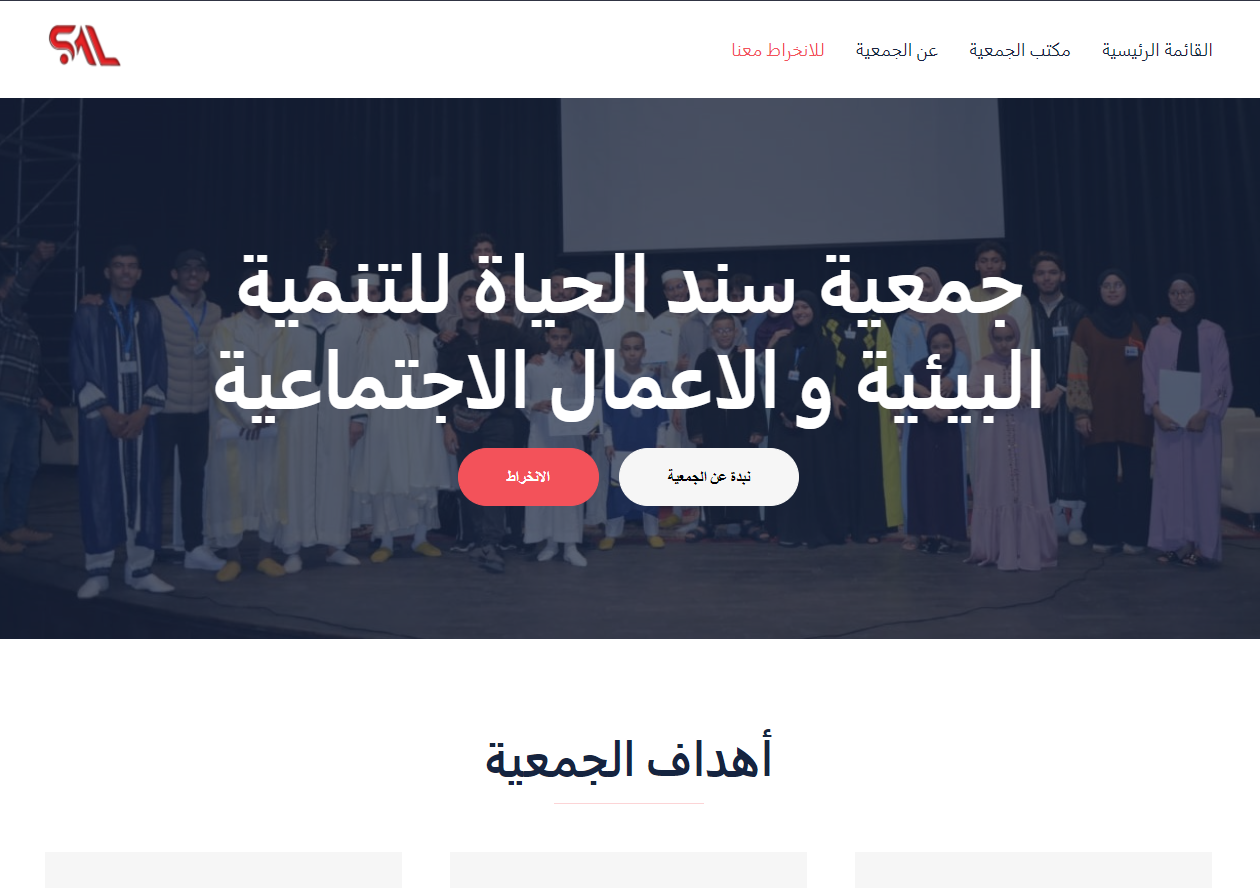 القائمة الرئيسية
مكتب الجمعية
عن الجمعية
للانخراط معنا
جمعية سند الحياة للتنمية
البيئية و الاعمال الاجتماعية
نبدة عن الجمعية
الانخراط
أهداف الجمعية